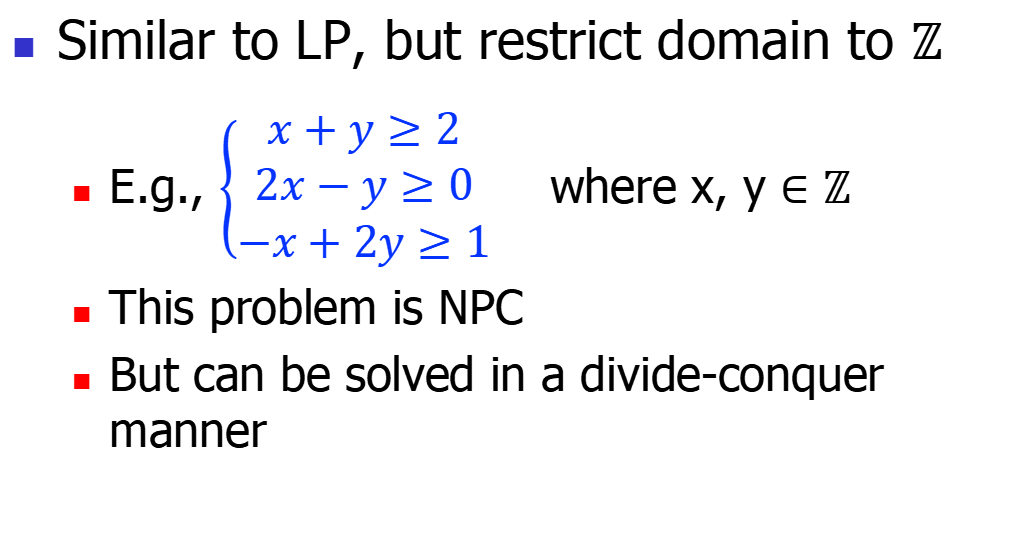 Similar to LP, but restrict domain to ℤ
x + y ≥ 2
E.g., { 2x − y ≥ 0 where x, y ∈ ℤ
−x + 2y ≥ 1
This problem is NPC
But can be solved in a divide-conquer
manner